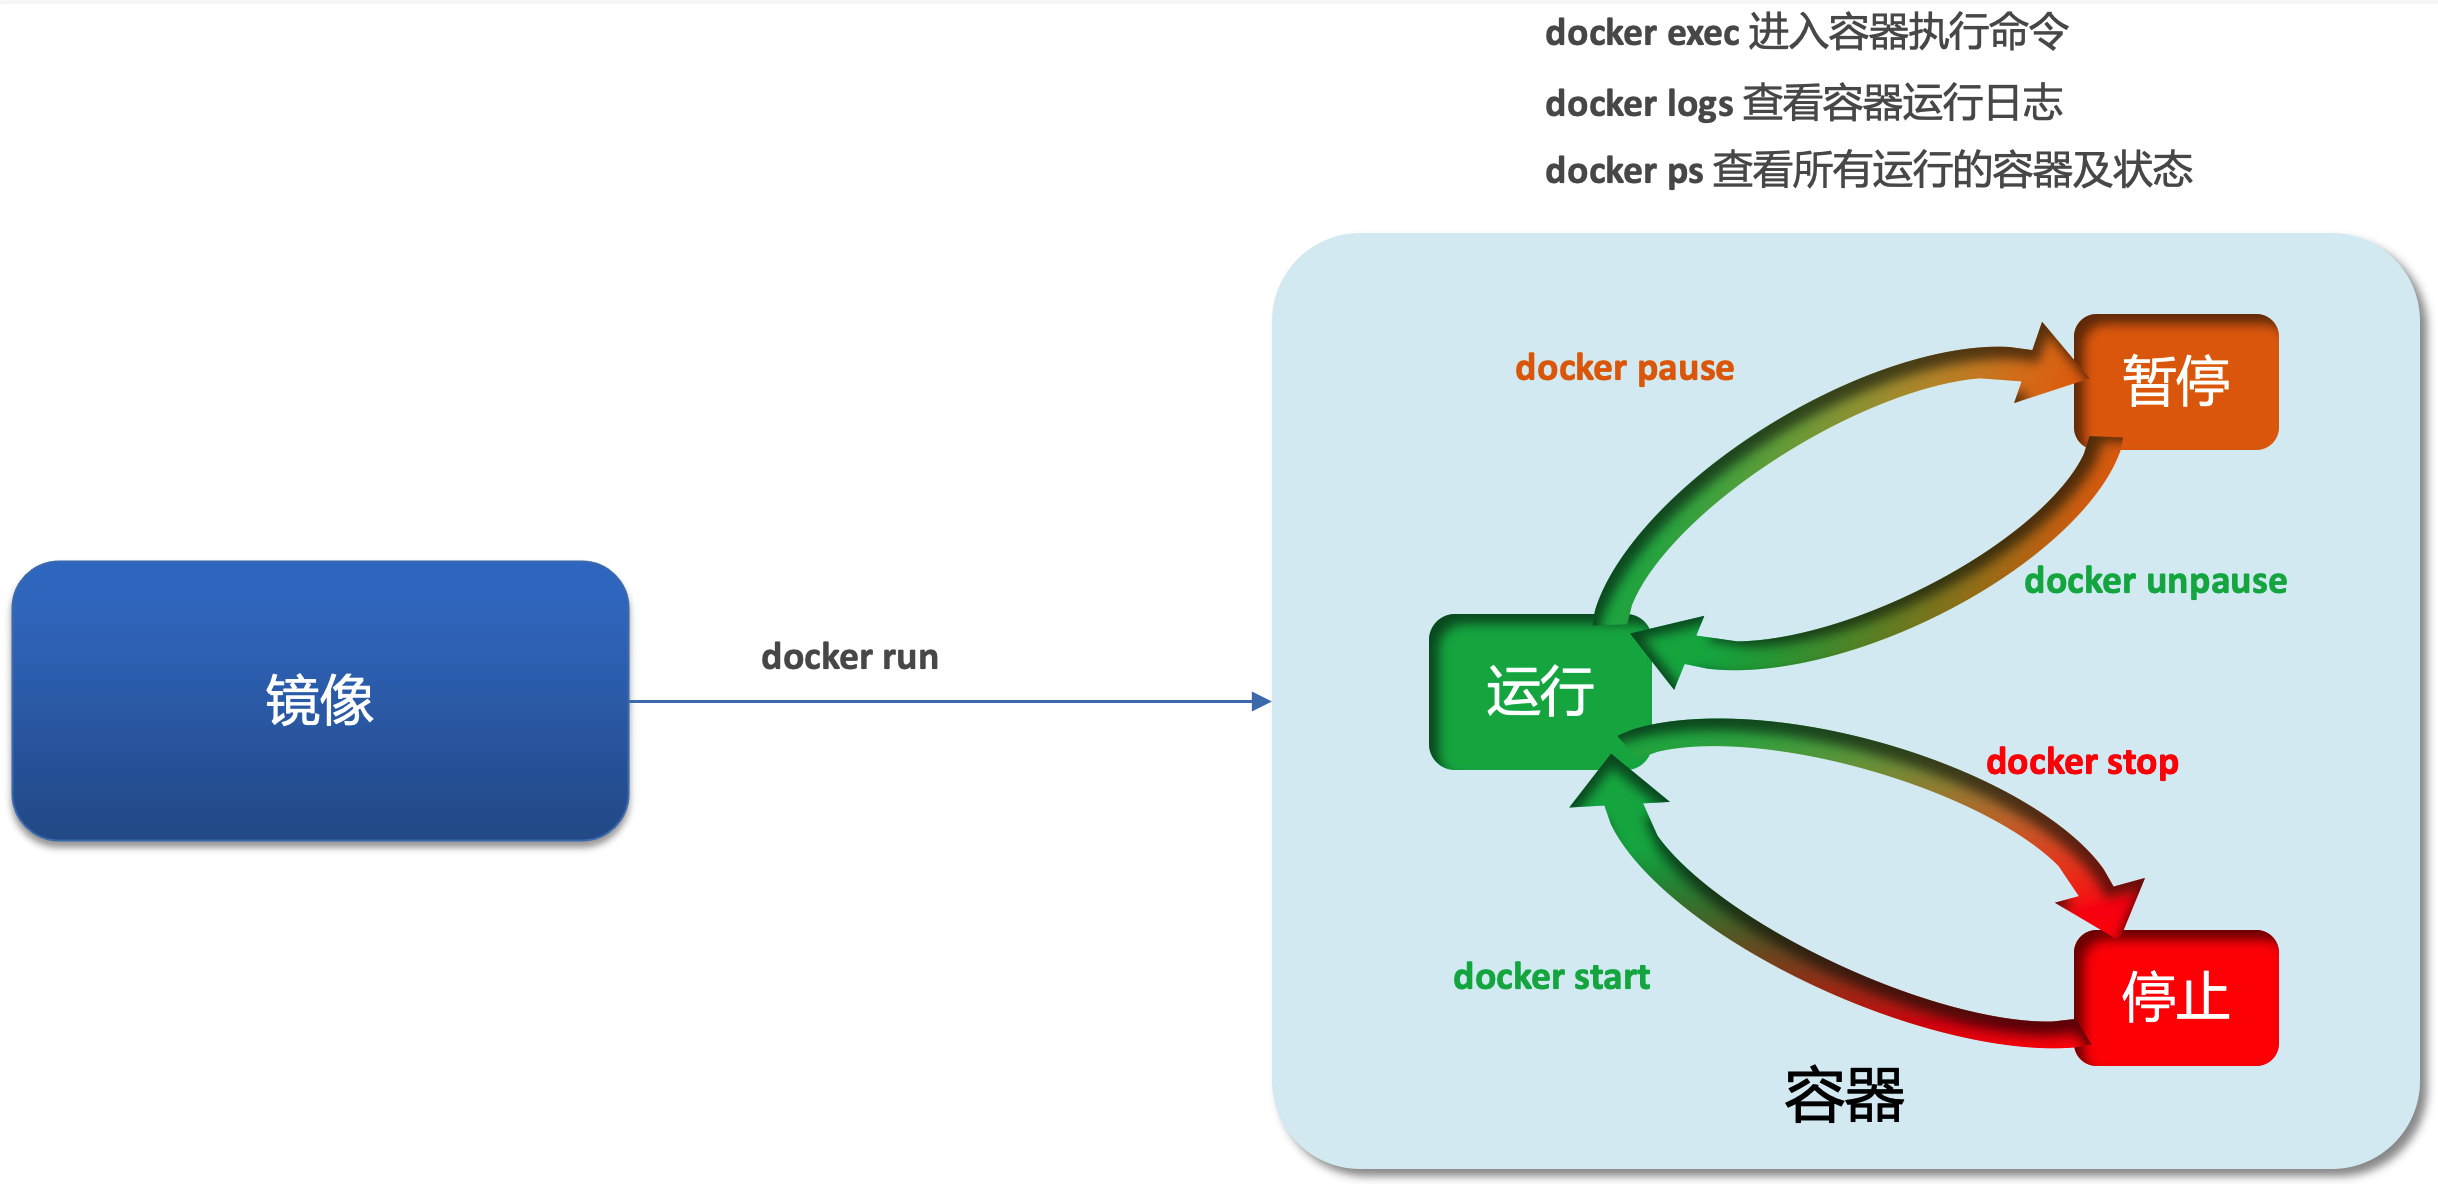 docker exec 进入容器执行命令
docker logs 查看容器运行日志
docker ps 查看所有运行的容器及状态
docker pause
暂停
docker unpause
镜像
docker run
运行
docker stop
docker start
停止
容器